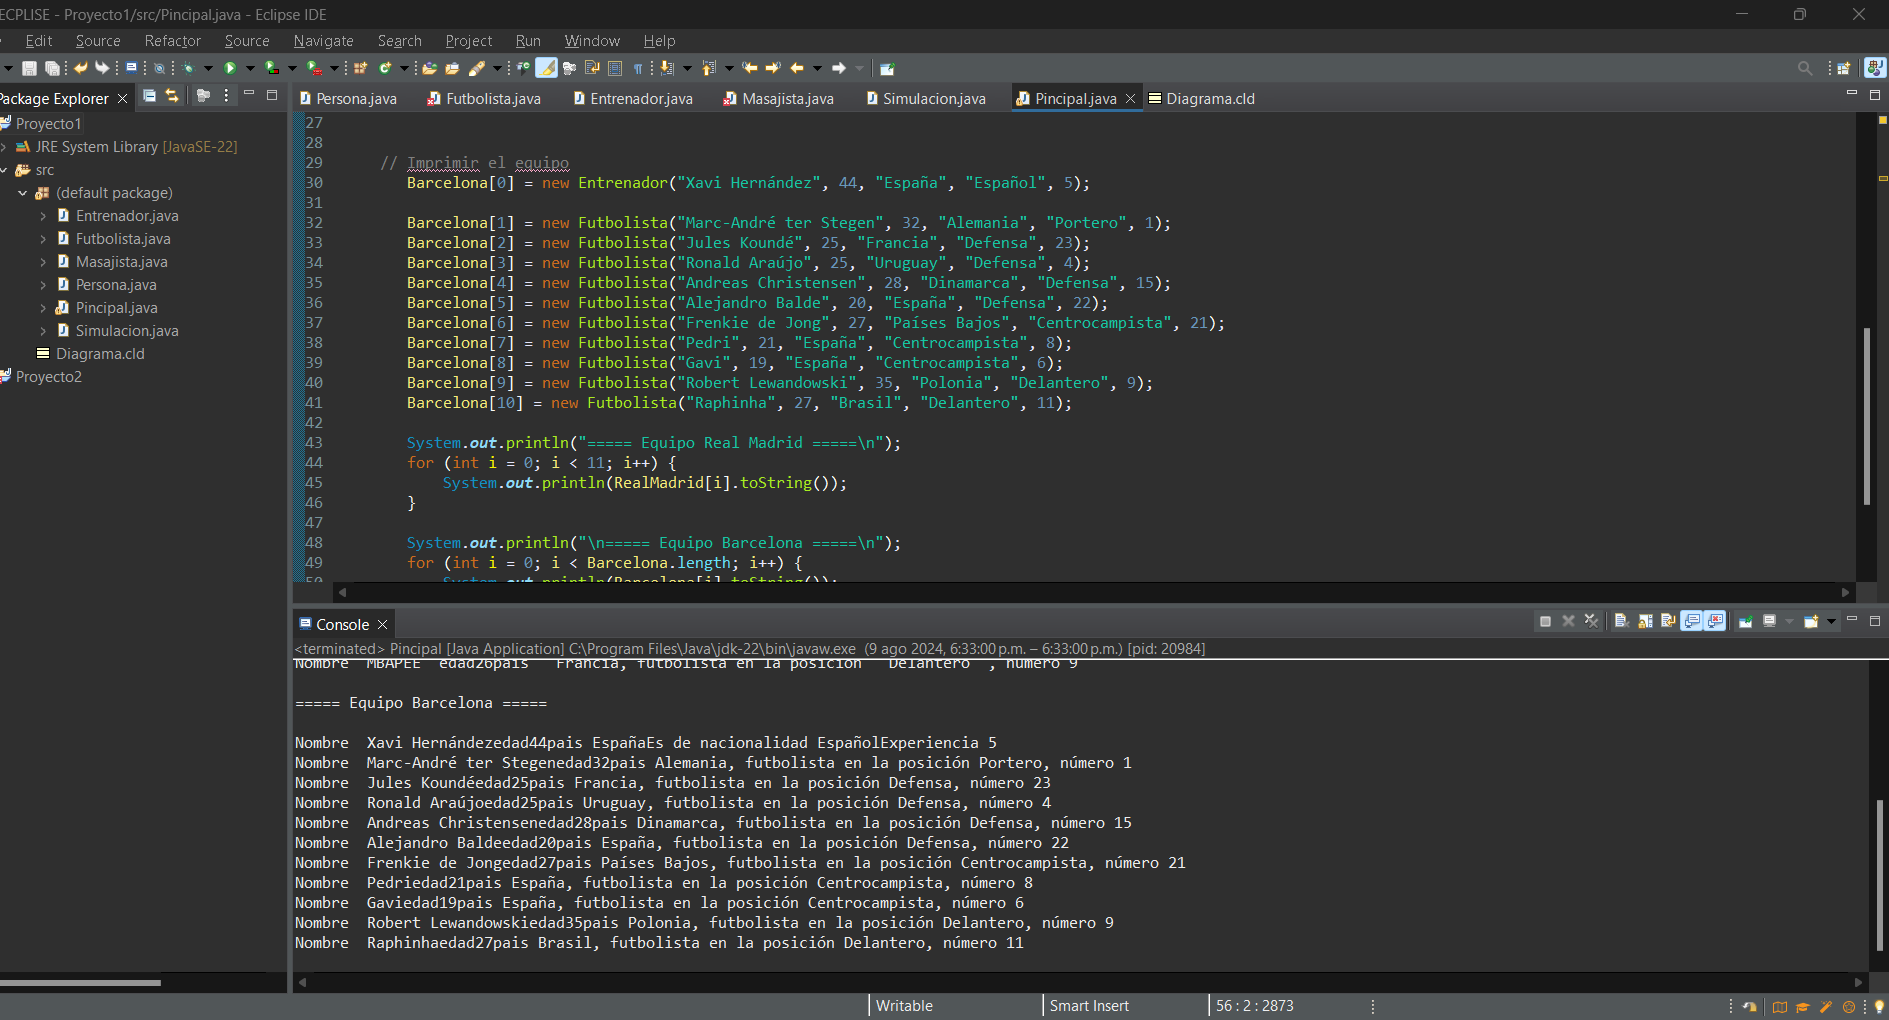 ECPLISE - Proyecto1/src/Pincipal.java - Eclipse IDE
Edit Source Refactor Source Navigate Search Project Run Window Help
Package Explorer
Persona.java Futbolista.java Entrenador.java Masajista.java Simulacion.java Pincipal.java Diagrama.cld
Proyecto1
JRE System Library [JavaSE-22]
src
(default package)
Entrenador.java
Futbolista.java
Masajista.java
Persona.java
Pincipal.java
Simulacion.java
Diagrama.cld
Proyecto2
27
28
29 // Imprimir el equipo
30 Barcelona[0] = new Entrenador("Xavi Hernández", 44, "España", "Español", 5);
31
32 Barcelona[1] = new Futbolista("Marc-André ter Stegen", 32, "Alemania", "Portero", 1);
33 Barcelona[2] = new Futbolista("Jules Koundé", 25, "Francia", "Defensa", 23);
34 Barcelona[3] = new Futbolista("Ronald Araújo", 25, "Uruguay", "Defensa", 4);
35 Barcelona[4] = new Futbolista("Andreas Christensen", 28, "Dinamarca", "Defensa", 15);
36 Barcelona[5] = new Futbolista("Alejandro Balde", 20, "España", "Defensa", 22);
37 Barcelona[6] = new Futbolista("Frenkie de Jong", 27, "Países Bajos", "Centrocampista", 21);
38 Barcelona[7] = new Futbolista("Pedri", 21, "España", "Centrocampista", 8);
39 Barcelona[8] = new Futbolista("Gavi", 19, "España", "Centrocampista", 6);
40 Barcelona[9] = new Futbolista("Robert Lewandowski", 35, "Polonia", "Delantero", 9);
41 Barcelona[10] = new Futbolista("Raphinha", 27, "Brasil", "Delantero", 11);
42
43 System.out.println("===== Equipo Real Madrid =====\n");
44 for (int i = 0; i < 11; i++) {
45 System.out.println(RealMadrid[i].toString());
46 }
47
48 System.out.println("\n===== Equipo Barcelona =====\n");
49 for (int i = 0; i < Barcelona.length; i++) {
50 System.out.println(Barcelona[i].toString());
Console
<terminated> Pincipal [Java Application] C:\Program Files\Java\jdk-22\bin\javaw.exe (9 ago 2024, 6:33:00 p.m. – 6:33:00 p.m.) [pid: 20984]
Nombre MBAPEE edad26pais Francia, futbolista en la posición Delantero , número 9
===== Equipo Barcelona =====
Nombre Xavi Hernándezedad44pais EspañaEs de nacionalidad EspañolExperiencia 5
Nombre Marc-André ter Stegenedad32pais Alemania, futbolista en la posición Portero, número 1
Nombre Jules Koundéedad25pais Francia, futbolista en la posición Defensa, número 23
Nombre Ronald Araújoedad25pais Uruguay, futbolista en la posición Defensa, número 4
Nombre Andreas Christensenedad28pais Dinamarca, futbolista en la posición Defensa, número 15
Nombre Alejandro Baldeedad20pais España, futbolista en la posición Defensa, número 22
Nombre Frenkie de Jongedad27pais Países Bajos, futbolista en la posición Centrocampista, número 21
Nombre Pedriedad21pais España, futbolista en la posición Centrocampista, número 8
Nombre Gaviedad19pais España, futbolista en la posición Centrocampista, número 6
Nombre Robert Lewandowskiedad35pais Polonia, futbolista en la posición Delantero, número 9
Nombre Raphinhaedad27pais Brasil, futbolista en la posición Delantero, número 11
Writable Smart Insert 56 : 2 : 2873